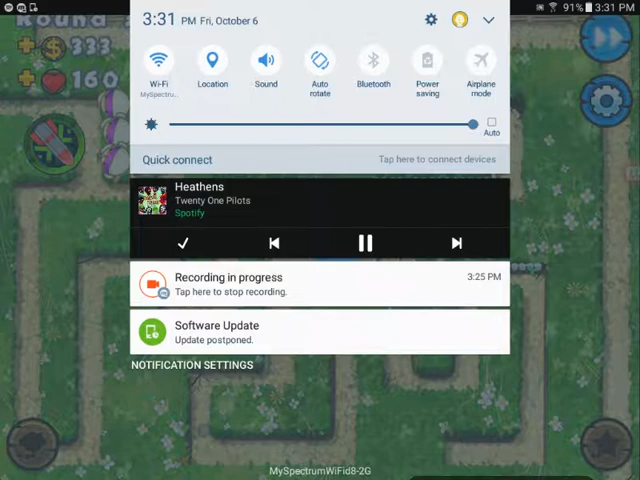 91% 3:31 PM
Round
3:31 PM Fri, October 6
$333
160
Wi-Fi
MySpectru...
Location
Sound
Auto
rotate
Bluetooth
Power
saving
Airplane
mode
Auto
Quick connect
Tap here to connect devices
Heathens
Twenty One Pilots
Spotify
Recording in progress
3:25 PM
Tap here to stop recording.
Software Update
Update postponed.
NOTIFICATION SETTINGS
MySpectrumWiFid8-2G